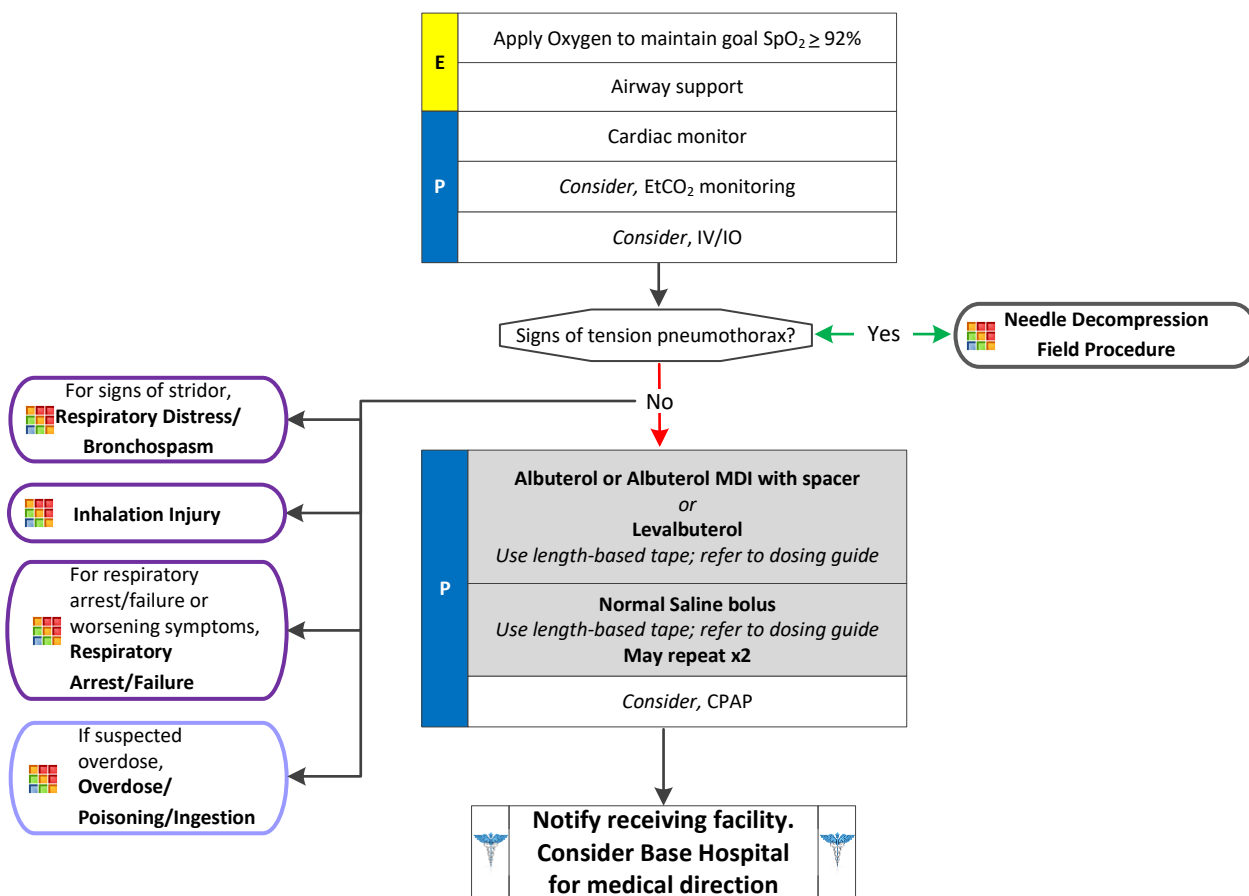 Apply Oxygen to maintain goal SpO₂ ≥ 92%
E
Airway support
Cardiac monitor
P
Consider, EtCO₂ monitoring
Consider, IV/IO
Signs of tension pneumothorax?
Yes
Needle Decompression
Field Procedure
No
For signs of stridor,
Respiratory Distress/
Bronchospasm
Inhalation Injury
For respiratory
arrest/failure or
worsening symptoms,
Respiratory
Arrest/Failure
If suspected
overdose,
Overdose/
Poisoning/Ingestion
P
Albuterol or Albuterol MDI with spacer
or
Levalbuterol
Use length-based tape; refer to dosing guide
Normal Saline bolus
Use length-based tape; refer to dosing guide
May repeat x2
Consider, CPAP
Notify receiving facility.
Consider Base Hospital
for medical direction